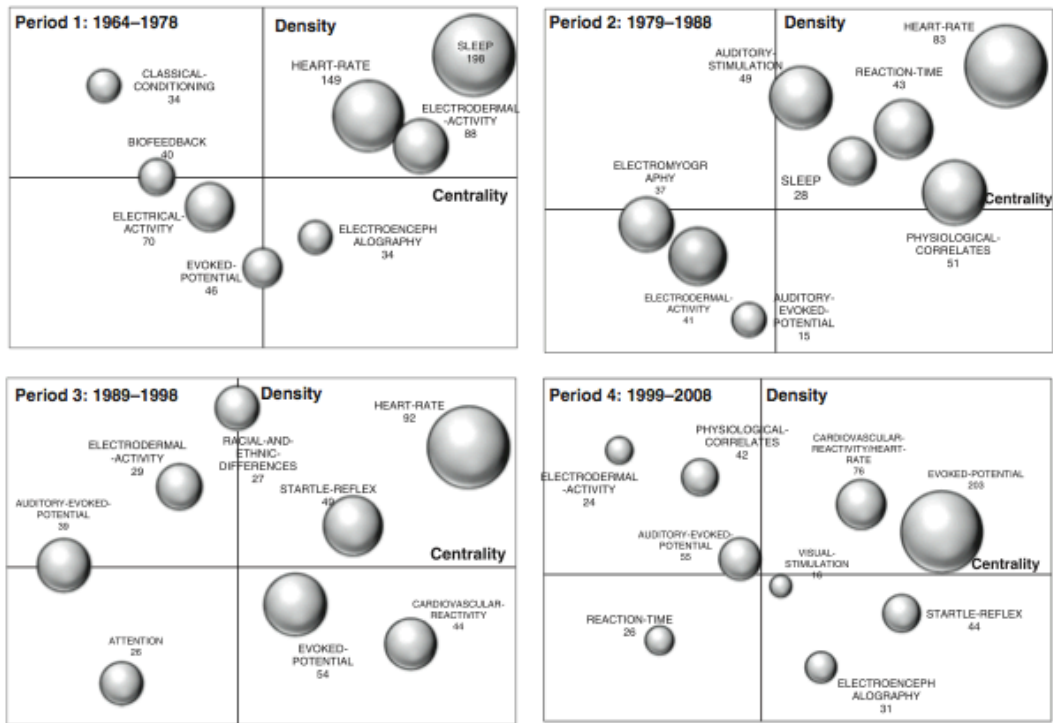 Period 1: 1964–1978
Density
SLEEP
198
HEART-RATE
149
CLASSICAL-
CONDITIONING
34
ELECTRODERMAL
-ACTIVITY
88
BIOFEEDBACK
40
Centrality
ELECTRICAL-
ACTIVITY
70
ELECTROENCEPH
ALOGRAPHY
34
EVOKED-
POTENTIAL
46
Period 2: 1979–1988
Density
HEART-RATE
83
AUDITORY-
STIMULATION
49
REACTION-TIME
43
ELECTROMYOGR
APHY
37
SLEEP
28
Centrality
PHYSIOLOGICAL-
CORRELATES
51
ELECTRODERMAL-
ACTIVITY
41
AUDITORY-
EVOKED-
POTENTIAL
15
Period 3: 1989–1998
Density
HEART-RATE
92
ELECTRODERMAL
-ACTIVITY
29
RACIAL-AND-
ETHNIC-
DIFFERENCES
27
STARTLE-REFLEX
49
AUDITORY-EVOKED-
POTENTIAL
39
Centrality
CARDIOVASCULAR-
REACTIVITY
44
EVOKED-
POTENTIAL
54
ATTENTION
26
Period 4: 1999–2008
Density
PHYSIOLOGICAL-
CORRELATES
42
CARDIOVASCULAR-
REACTIVITY/HEART-
RATE
76
ELECTRODERMAL
-ACTIVITY
24
EVOKED-POTENTIAL
203
AUDITORY-EVOKED-
POTENTIAL
55
VISUAL-
STIMULATION
16
Centrality
REACTION-TIME
26
STARTLE-REFLEX
44
ELECTROENCEPH
ALOGRAPHY
31